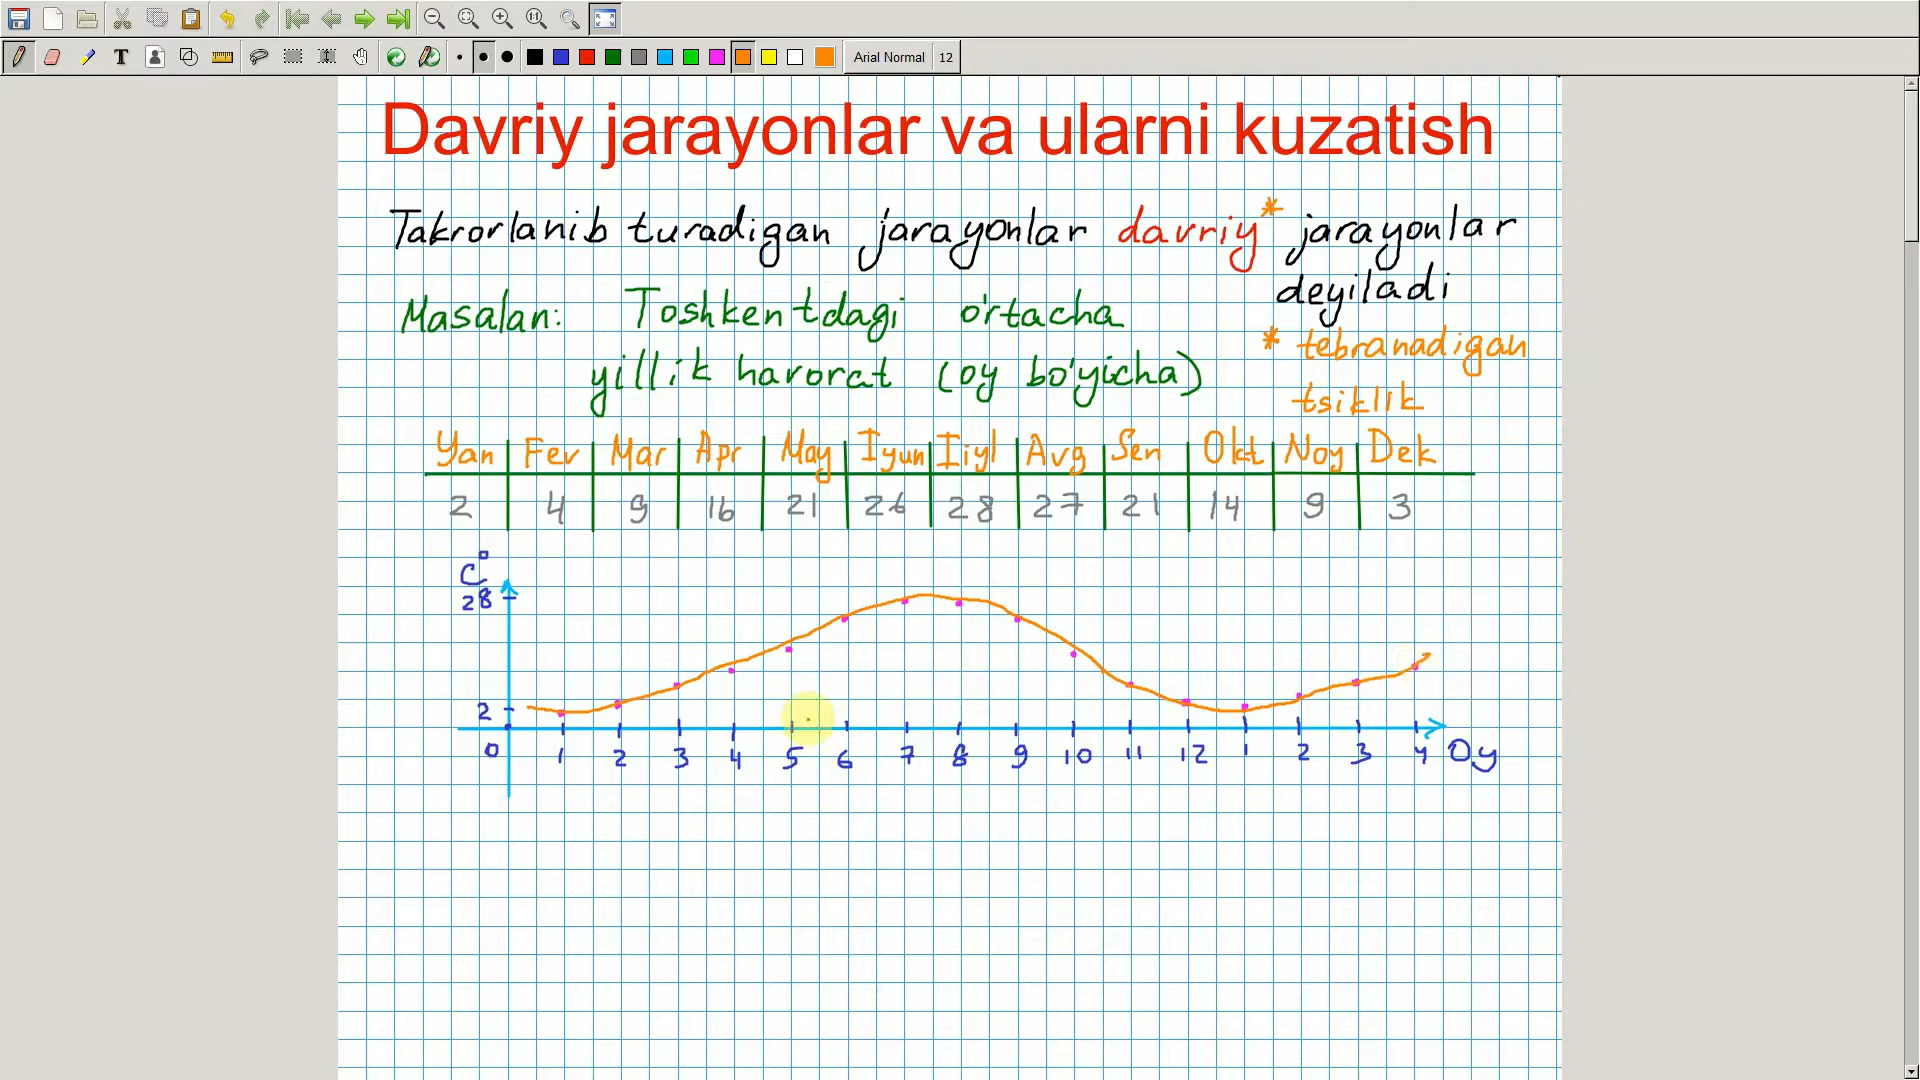 Arial Normal 12
Davriy jarayonlar va ularni kuzatish
Takrorlanib turadigan jarayonlar davriy* jarayonlar
deyiladi
Masalan: Toshkentdagi o'rtacha
* tebranadigan
yillik harorat (oy bo'yicha)
tsiklik
Yan Fev Mar Apr May Iyun Iiyl Avg Sen Okt Noy Dek
2 4 9 16 21 26 28 27 21 14 9 3
C°
28
2
0 1 2 3 4 5 6 7 8 9 10 11 12 1 2 3 4 Oy